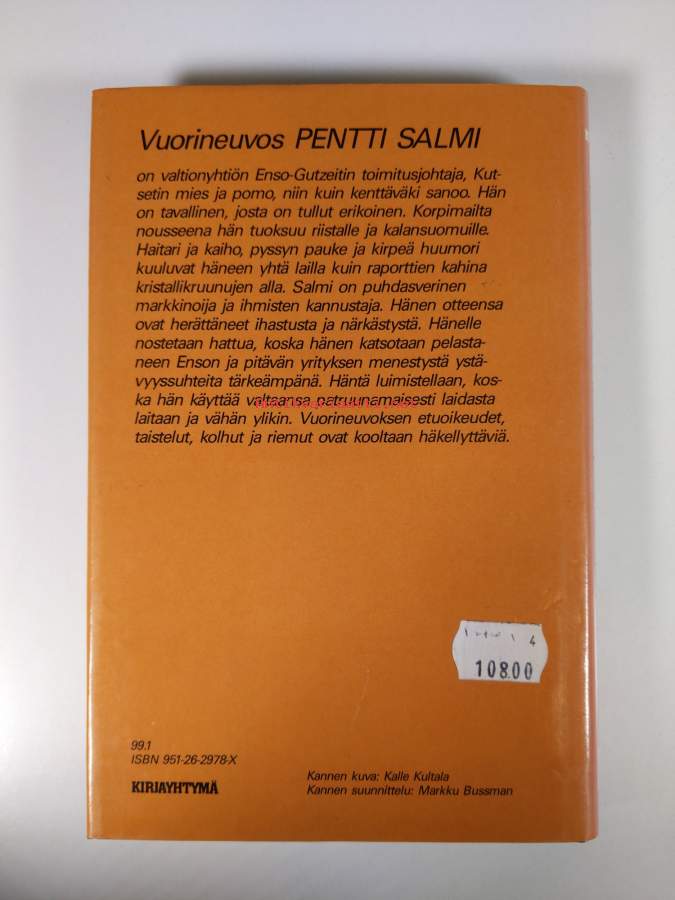 Vuorineuvos PENTTI SALMI
on valtionyhtiön Enso-Gutzeitin toimitusjohtaja, Kut-
setin mies ja pomo, niin kuin kenttäväki sanoo. Hän
on tavallinen, josta on tullut erikoinen. Korpimailta
nousseena hän tuoksuu riistalle ja kalansuomuille.
Haitari ja kaiho, pyssyn pauke ja kirpeä huumori
kuuluvat häneen yhtä lailla kuin raporttien kahina
kristallikruunujen alla. Salmi on puhdasverinen
markkinoija ja ihmisten kannustaja. Hänen otteensa
ovat herättäneet ihastusta ja närkästystä. Hänelle
nostetaan hattua, koska hänen katsotaan pelasta-
neen Enson ja pitävän yrityksen menestystä ystä-
vyyssuhteita tärkeämpänä. Häntä luimistellaan, kos-
ka hän käyttää valtaansa patruunamaisesti laidasta
laitaan ja vähän ylikin. Vuorineuvoksen etuoikeudet,
taistelut, kolhut ja riemut ovat kooltaan häkellyttäviä.
4
108.00
99.1
ISBN 951-26-2978-X
KIRJAYHTYMÄ
Kannen kuva: Kalle Kultala
Kannen suunnittelu: Markku Bussman